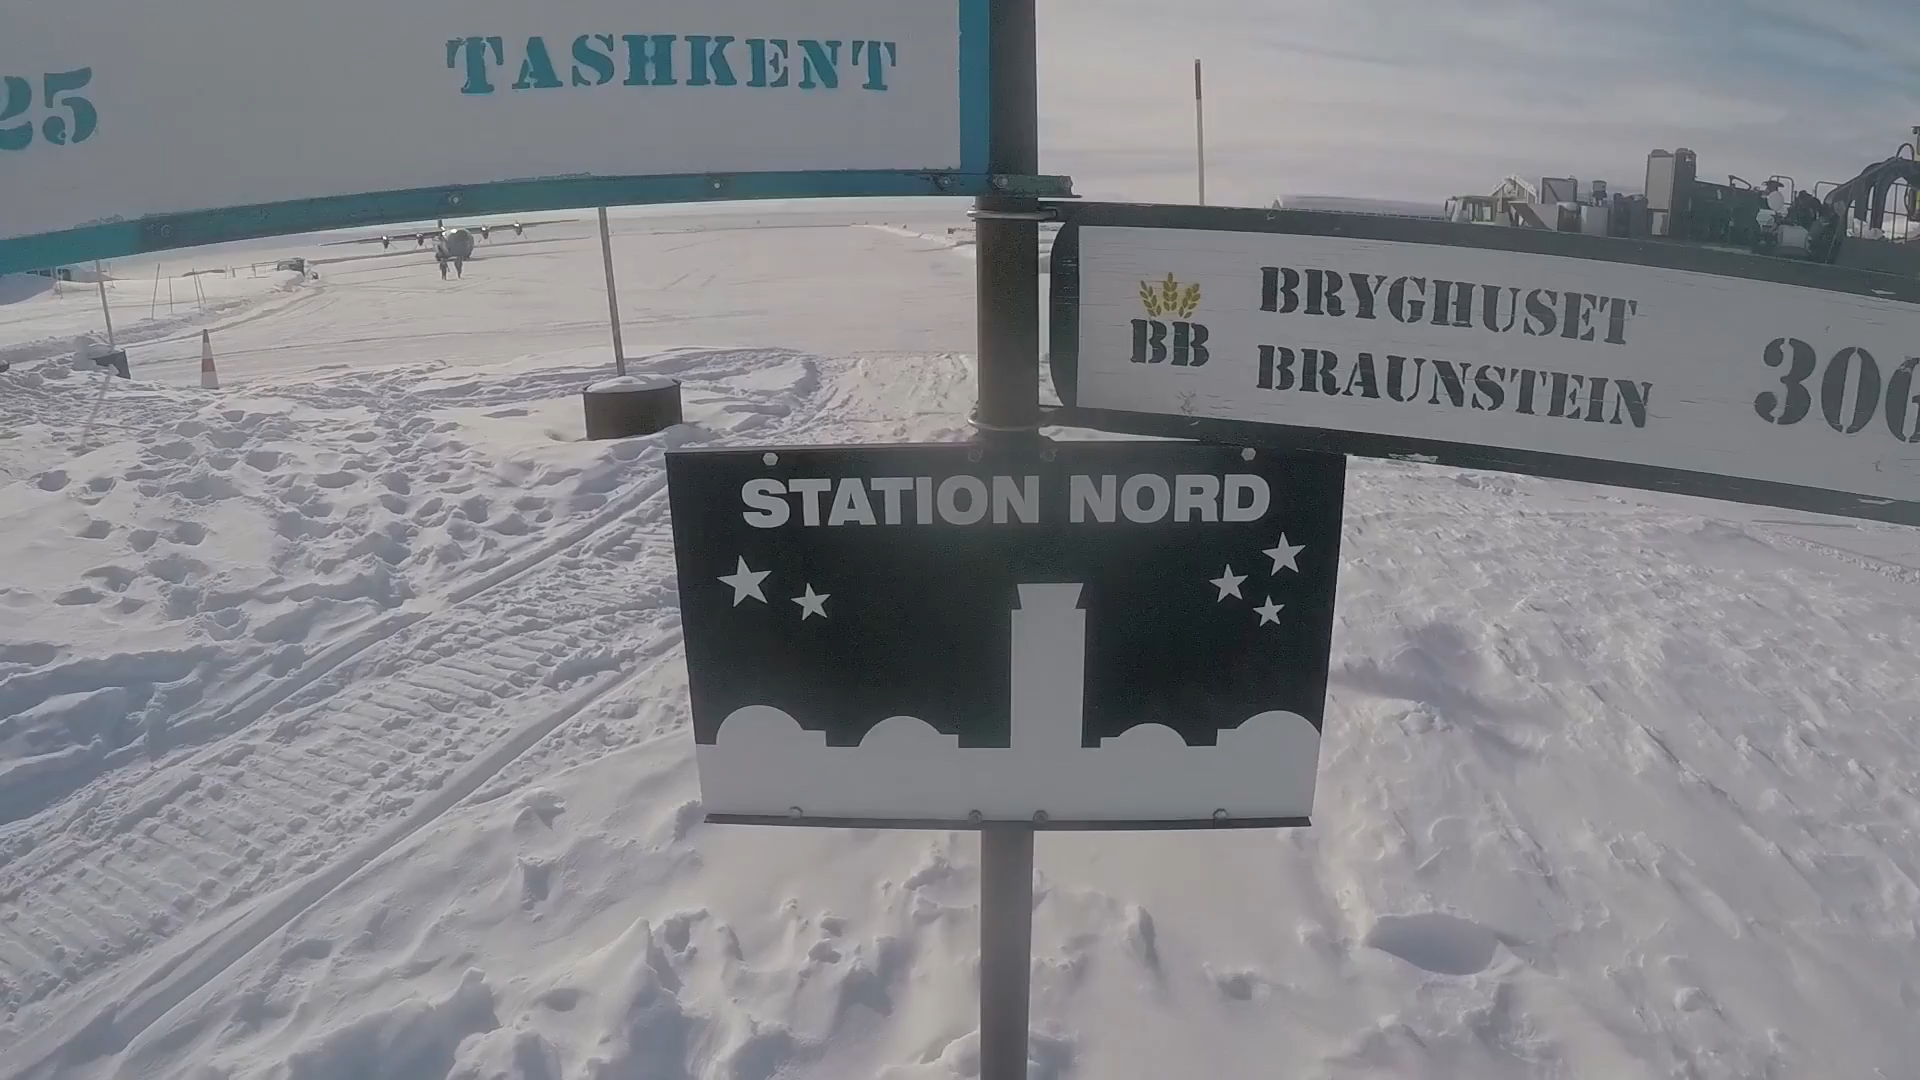 25 TASHKENT
BB
BRYGHUSET
BRAUNSTEIN
306
STATION NORD